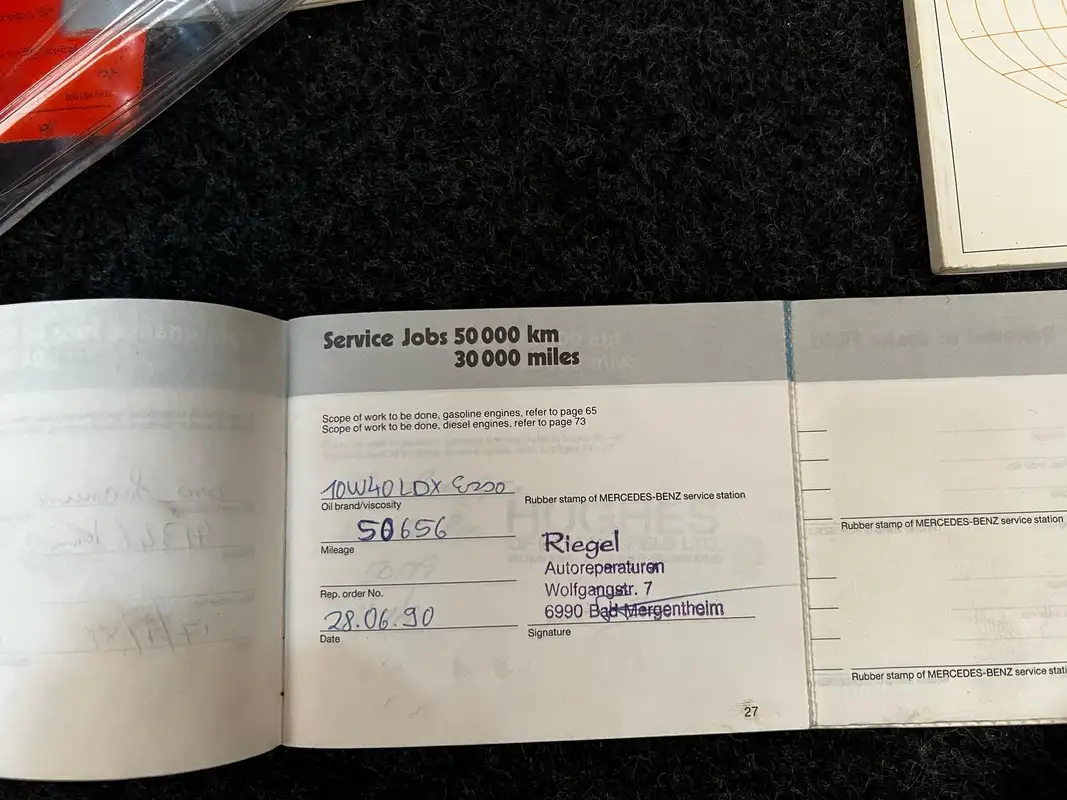 Service Jobs 50 000 km
30 000 miles
Scope of work to be done, gasoline engines, refer to page 65
Scope of work to be done, diesel engines, refer to page 73
10W40 LDX Esso
Oil brand/viscosity
50656
Mileage
Rep. order No.
28.06.90
Date
Rubber stamp of MERCEDES-BENZ service station
HUGHES
Riegel
Autoreparaturen
Wolfgangstr. 7
6990 Bad Mergentheim
Signature
27
Rubber stamp of MERCEDES-BENZ service station
Rubber stamp of MERCEDES-BENZ service stati